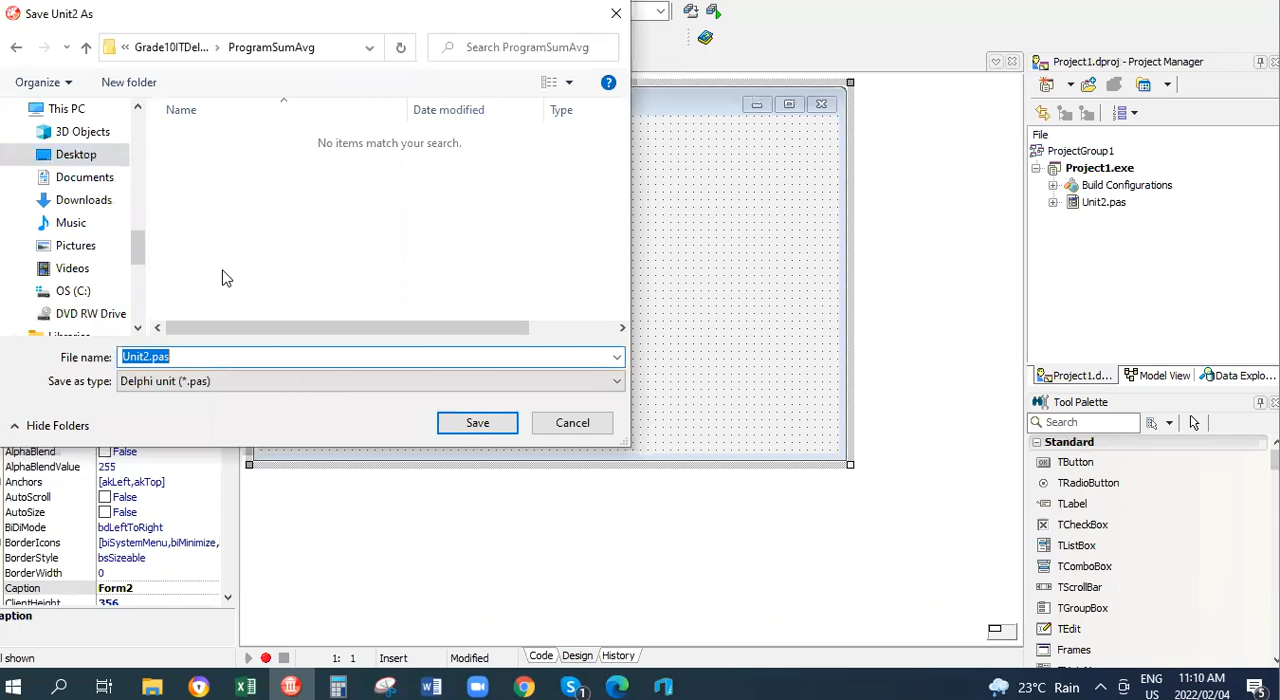 Save Unit2 As
« Grade10ITDel... › ProgramSumAvg
Search ProgramSumAvg
Organize
New folder
This PC
3D Objects
Desktop
Documents
Downloads
Music
Pictures
Videos
OS (C:)
DVD RW Drive
Name
Date modified
Type
No items match your search.
File name:
Unit2.pas
Save as type:
Delphi unit (*.pas)
Hide Folders
Save
Cancel
AlphaBlend False
AlphaBlendValue 255
Anchors [akLeft,akTop]
AutoScroll False
AutoSize False
BiDiMode bdLeftToRight
BorderIcons [biSystemMenu,biMinimize,
BorderStyle bsSizeable
BorderWidth 0
Caption Form2
ClientHeight 356
aption
ll shown
1: 1
Insert
Modified
Code
Design
History
Project1.dproj - Project Manager
File
ProjectGroup1
Project1.exe
Build Configurations
Unit2.pas
Project1.d...
Model View
Data Explo...
Tool Palette
Search
Standard
TButton
TRadioButton
TLabel
TCheckBox
TListBox
TComboBox
TScrollBar
TGroupBox
TEdit
Frames
23°C Rain
ENG
US
11:10 AM
2022/02/04